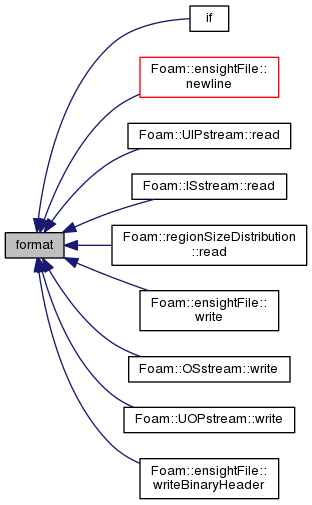 if
Foam::ensightFile::
newline
Foam::UIPstream::read
Foam::ISstream::read
format
Foam::regionSizeDistribution
::read
Foam::ensightFile::
write
Foam::OSstream::write
Foam::UOPstream::write
Foam::ensightFile::
writeBinaryHeader